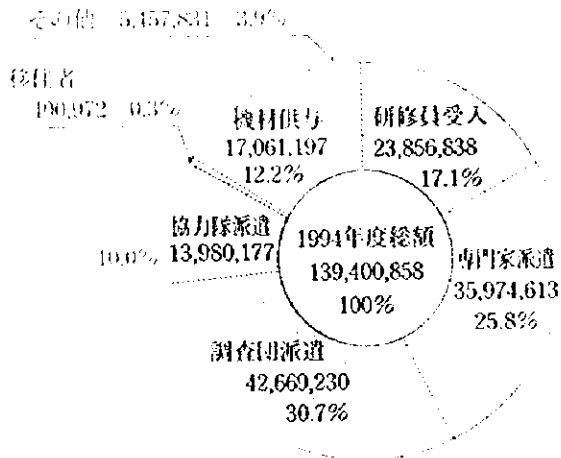 その他 5,457,831 3.9%
移住者
400,972 0.3%
機材供与
17,061,197
12.2%
研修員受入
23,856,838
17.1%
協力隊派遣
10.0% 13,980,177
1994年度総額
139,400,858
100%
専門家派遣
35,974,613
25.8%
調査団派遣
42,669,230
30.7%